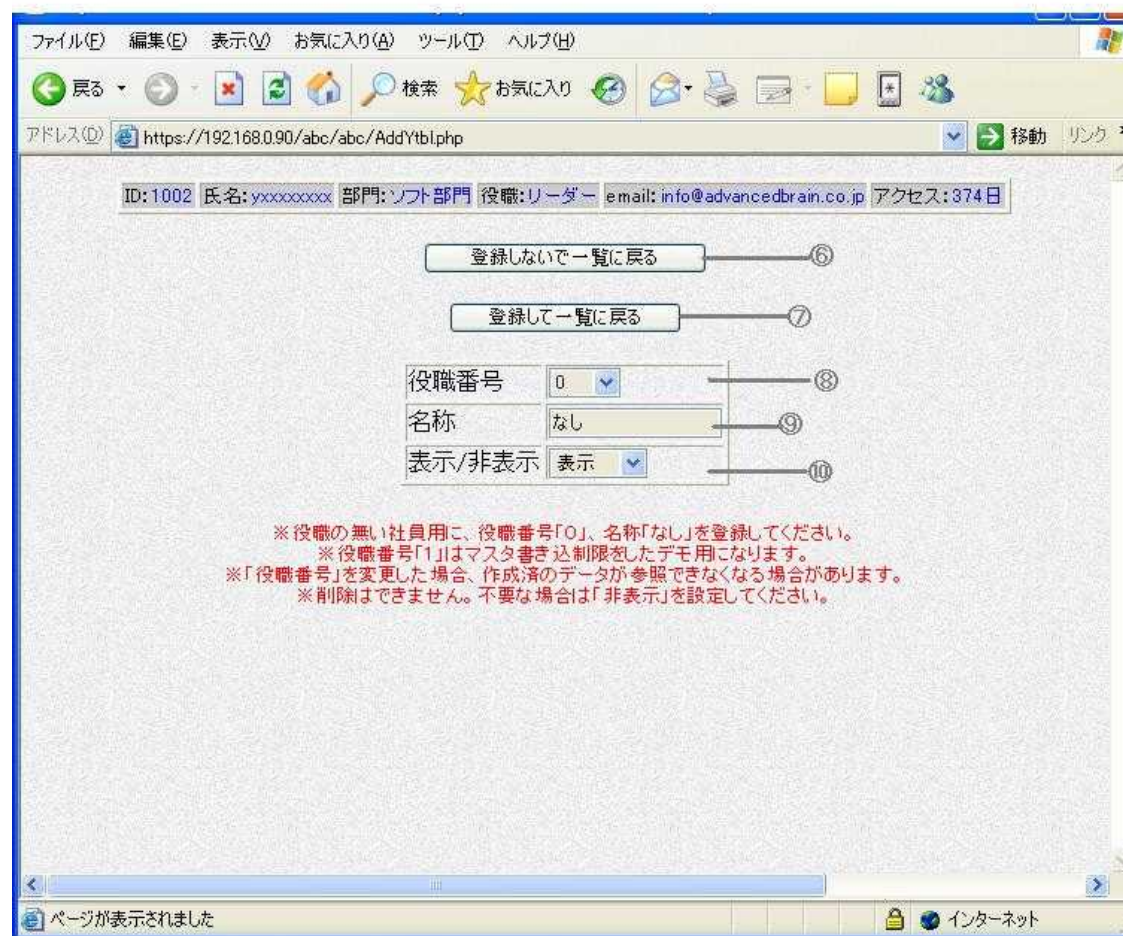 ファイル(F) 編集(E) 表示(V) お気に入り(A) ツール(T) ヘルプ(H)
戻る 検索 お気に入り
アドレス(D) https://192.168.0.90/abc/abc/AddYtbl.php 移動 リンク
ID:1002 氏名:yxxxxxxxx 部門:ソフト部門 役職:リーダー email:info@advancedbrain.co.jp アクセス:374日
登録しないで一覧に戻る ⑥
登録して一覧に戻る ⑦
役職番号 0 ⑧
名称 なし ⑨
表示/非表示 表示 ⑩
※役職の無い社員用に、役職番号「0」、名称「なし」を登録してください。
※役職番号「1」はマスタ書き込制限をしたデモ用になります。
※「役職番号」を変更した場合、作成済のデータが参照できなくなる場合があります。
※削除はできません。不要な場合は「非表示」を設定してください。
ページが表示されました インターネット